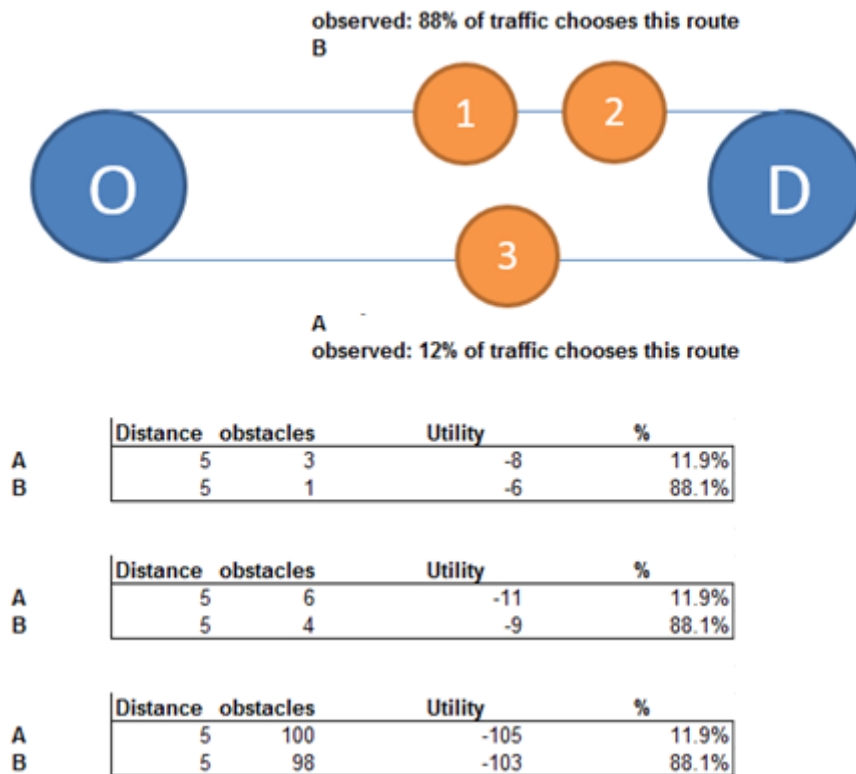 observed: 88% of traffic chooses this route
B
1 2
O D
3
A
observed: 12% of traffic chooses this route
Distance obstacles Utility %
A 5 3 -8 11.9%
B 5 1 -6 88.1%
Distance obstacles Utility %
A 5 6 -11 11.9%
B 5 4 -9 88.1%
Distance obstacles Utility %
A 5 100 -105 11.9%
B 5 98 -103 88.1%